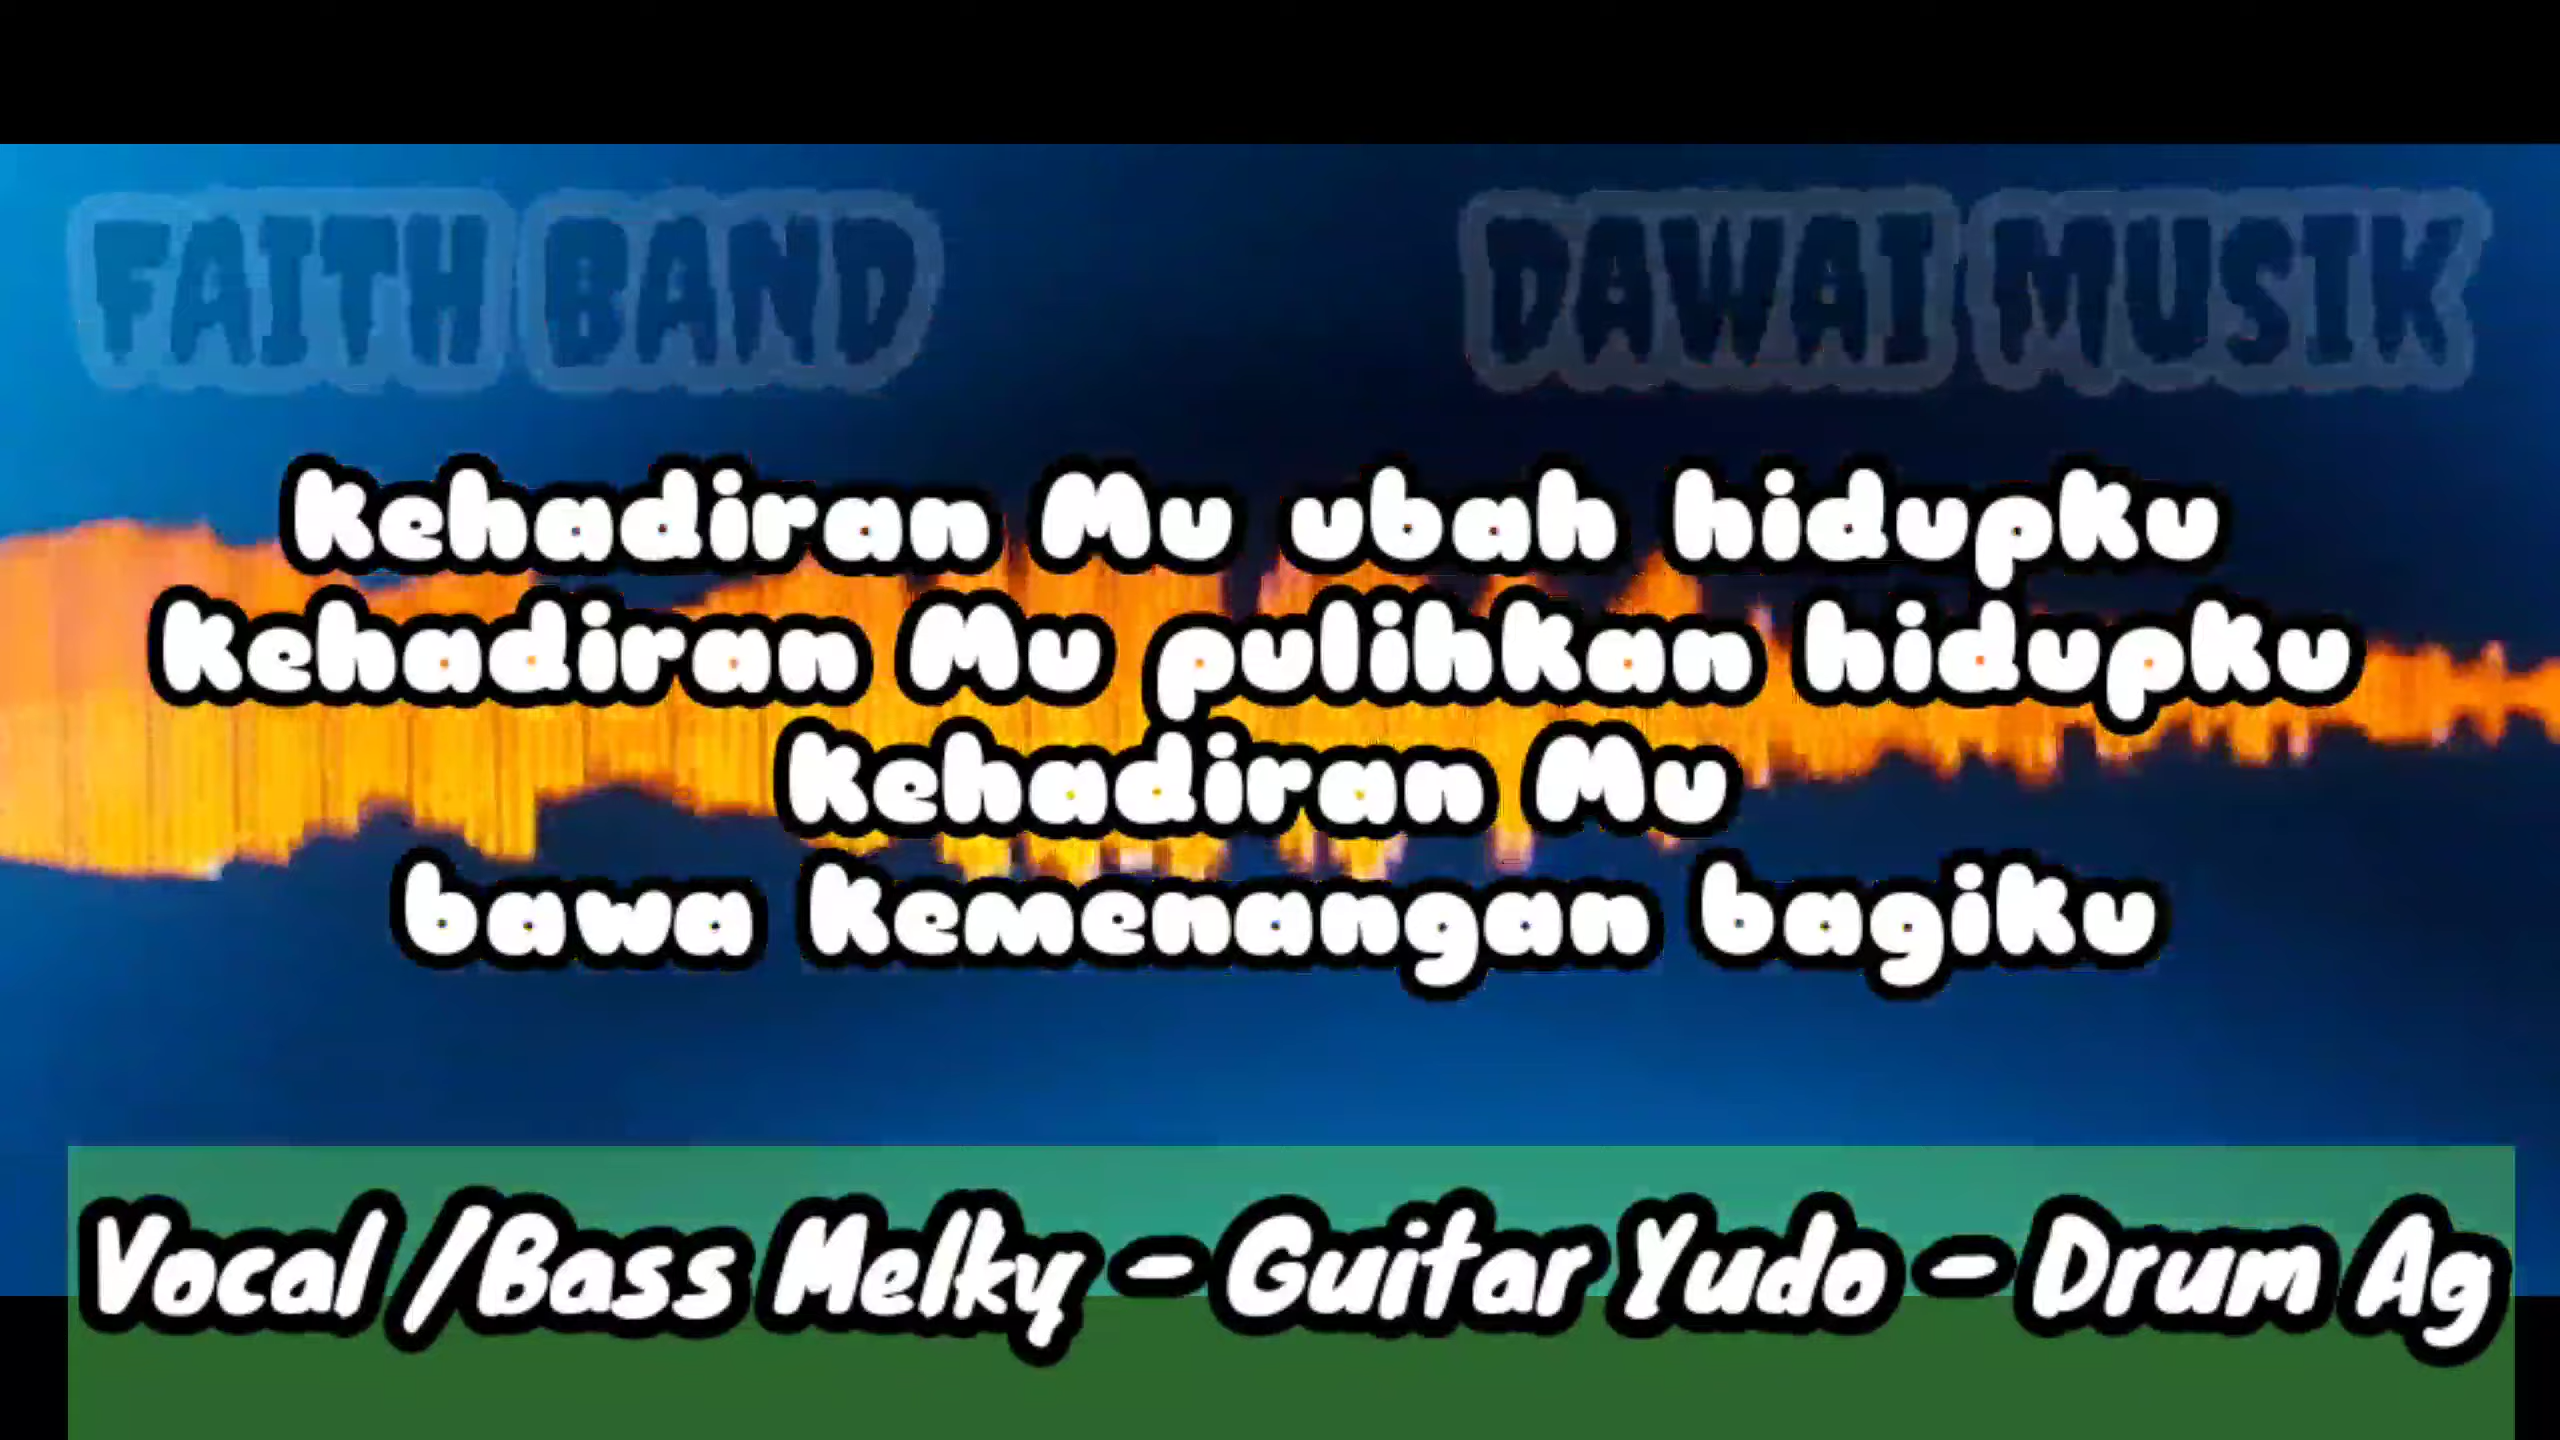 FAITH BAND
DAWAI MUSIK
Kehadiran Mu ubah hidupku
Kehadiran Mu pulihkan hidupku
Kehadiran Mu
bawa kemenangan bagiku
Vocal /Bass Melky - Guitar Yudo - Drum Ag